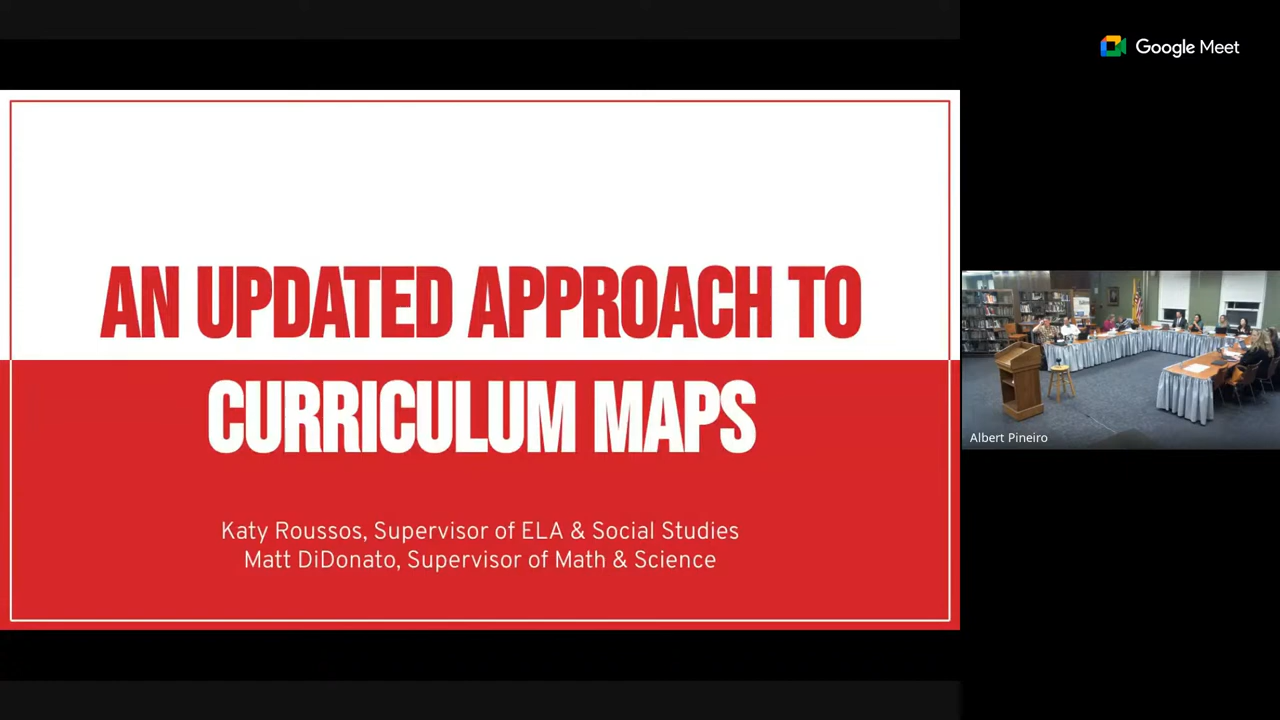 Google Meet
AN UPDATED APPROACH TO
CURRICULUM MAPS
Katy Roussos, Supervisor of ELA & Social Studies
Matt DiDonato, Supervisor of Math & Science
Albert Pineiro